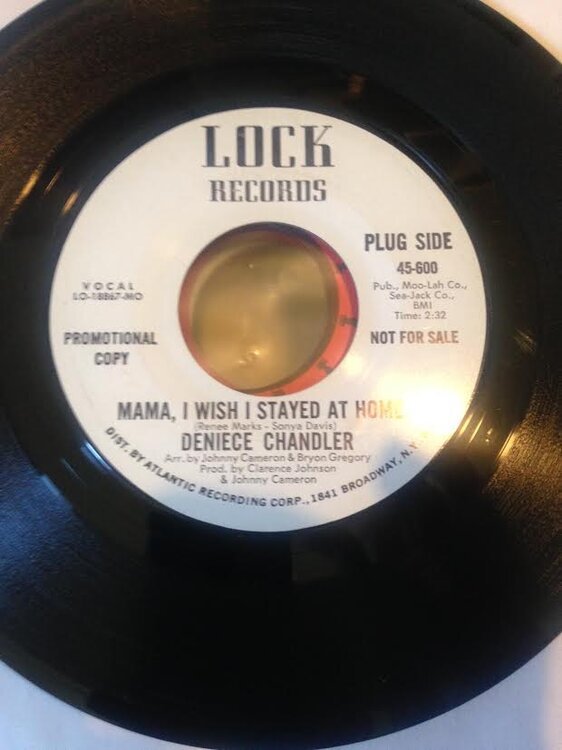 LOCK
RECORDS
PLUG SIDE
45-600
Pub., Moo-Lah Co.,
Sea-Jack Co.,
BMI
Time: 2:32
VOCAL
LO-18867-MO
PROMOTIONAL
COPY
NOT FOR SALE
MAMA, I WISH I STAYED AT HOME
(Renee Marks - Sonya Davis)
DENIECE CHANDLER
Arr. by Johnny Cameron & Bryon Gregory
Prod. by Clarence Johnson
& Johnny Cameron
DIST. BY ATLANTIC RECORDING CORP., 1841 BROADWAY, N.Y.